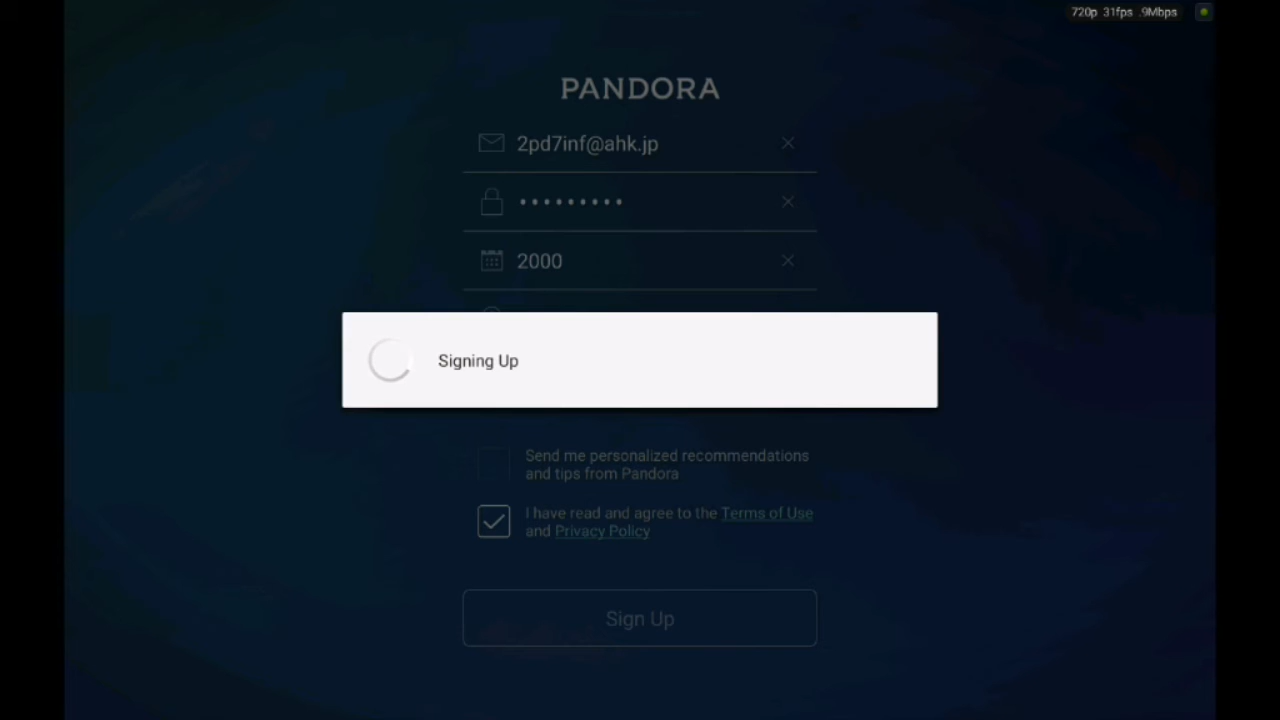 720p 31fps .9Mbps
PANDORA
2pd7inf@ahk.jp
•••••••••
2000
Signing Up
Send me personalized recommendations
and tips from Pandora
I have read and agree to the Terms of Use
and Privacy Policy
Sign Up